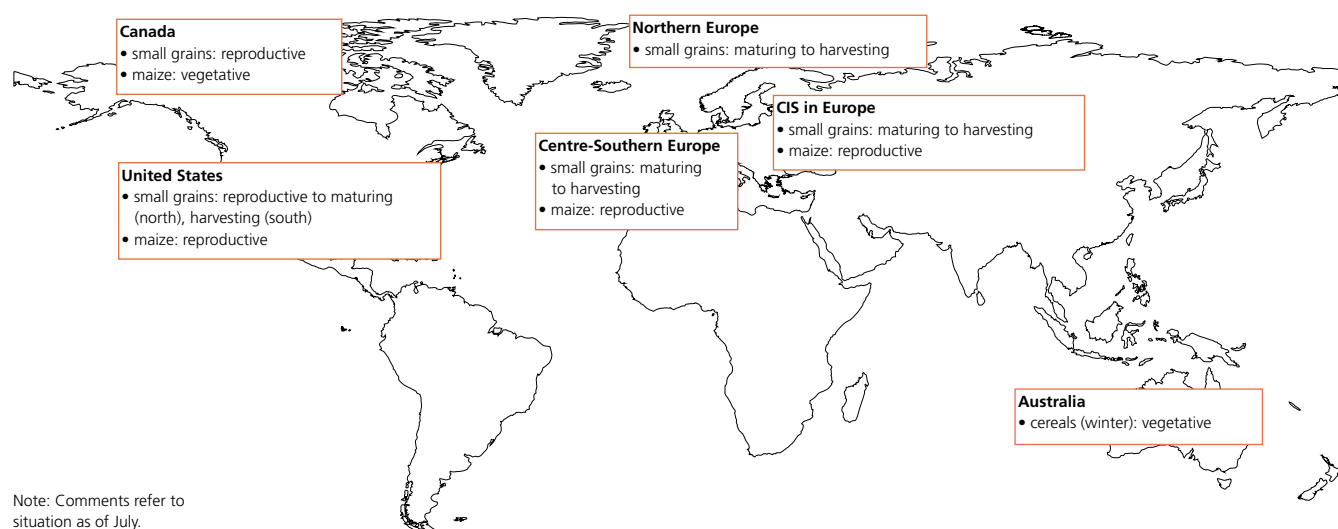 Canada
• small grains: reproductive
• maize: vegetative
Northern Europe
• small grains: maturing to harvesting
CIS in Europe
• small grains: maturing to harvesting
• maize: reproductive
Centre-Southern Europe
• small grains: maturing
to harvesting
• maize: reproductive
United States
• small grains: reproductive to maturing
(north), harvesting (south)
• maize: reproductive
Australia
• cereals (winter): vegetative
Note: Comments refer to
situation as of July.